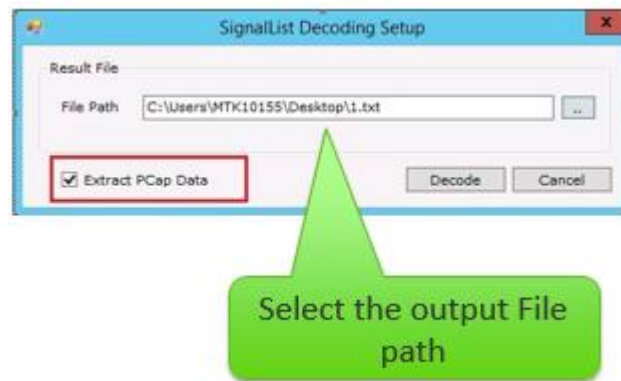 SignalList Decoding Setup
x
Result File
File Path C:\Users\MTK10155\Desktop\1.txt ..
Extract PCap Data Decode Cancel
Select the output File
path